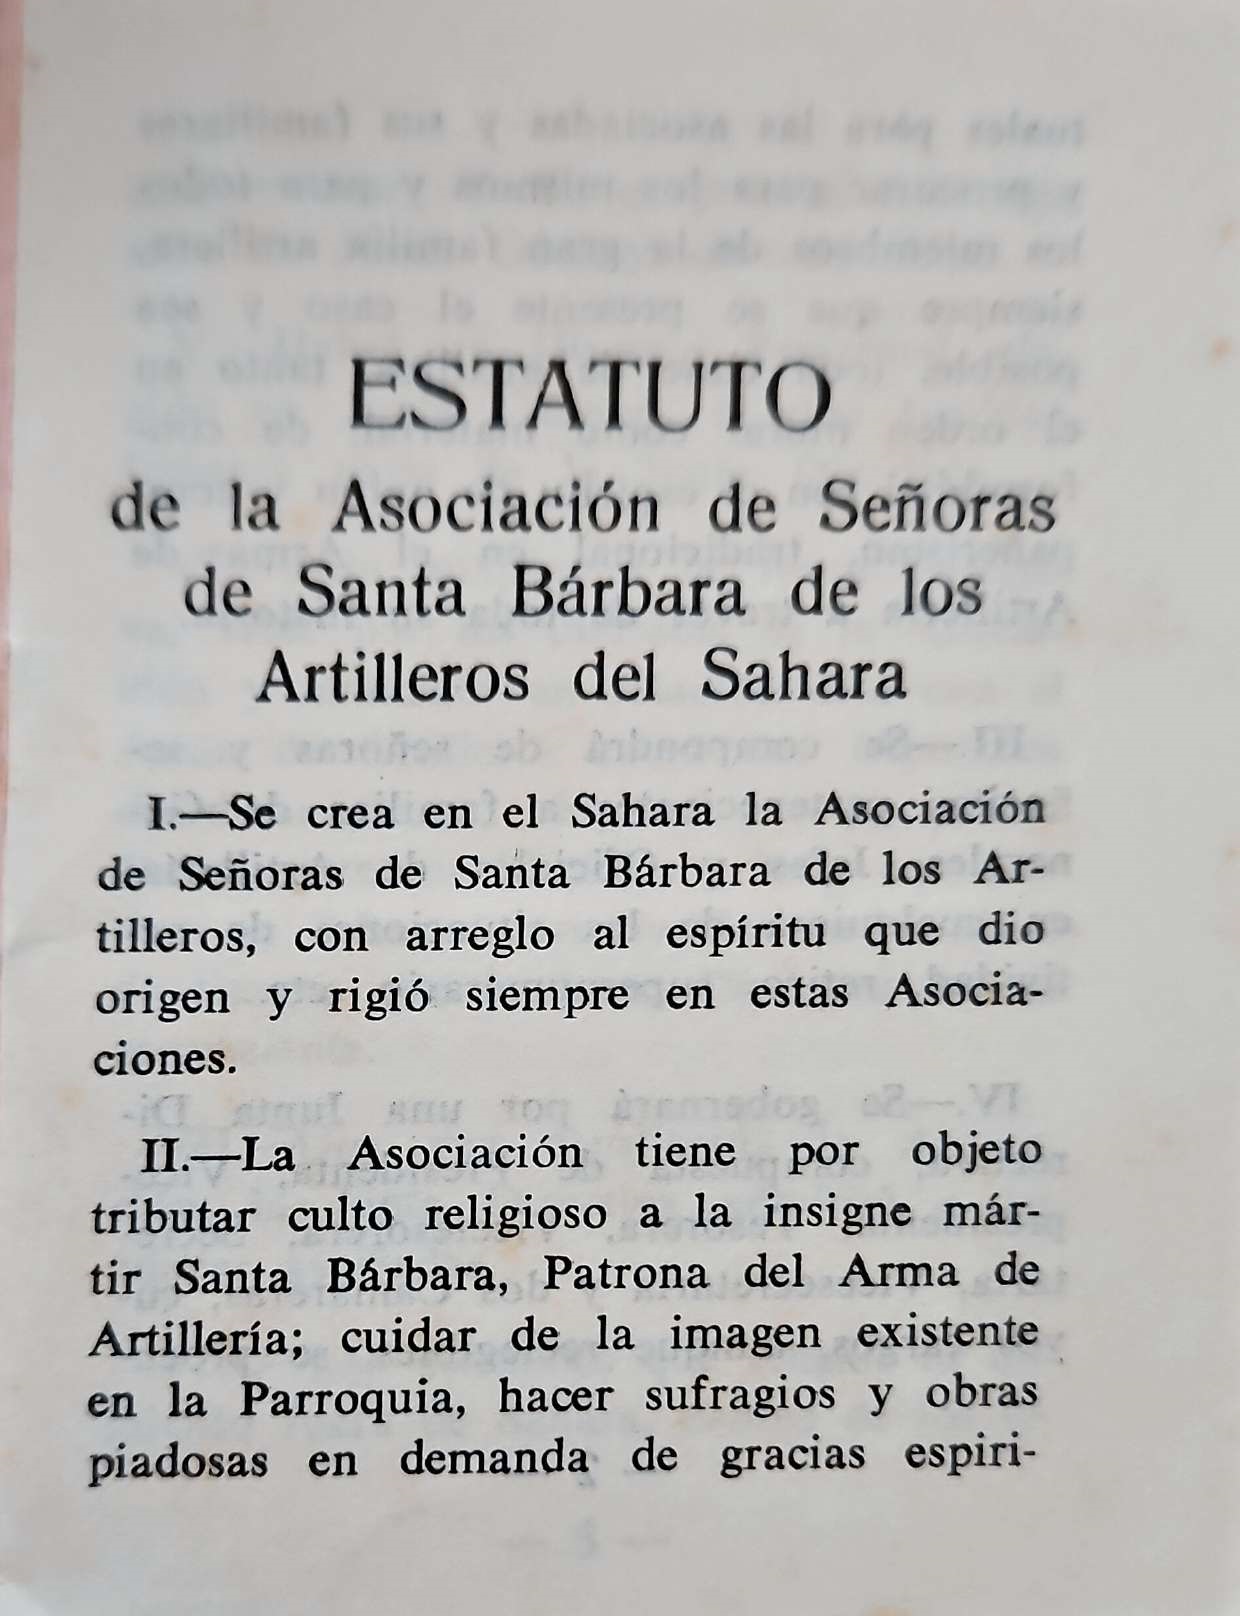 ESTATUTO
de la Asociación de Señoras
de Santa Bárbara de los
Artilleros del Sahara
I.—Se crea en el Sahara la Asociación
de Señoras de Santa Bárbara de los Ar-
tilleros, con arreglo al espíritu que dio
origen y rigió siempre en estas Asocia-
ciones.
II.—La Asociación tiene por objeto
tributar culto religioso a la insigne már-
tir Santa Bárbara, Patrona del Arma de
Artillería; cuidar de la imagen existente
en la Parroquia, hacer sufragios y obras
piadosas en demanda de gracias espiri-